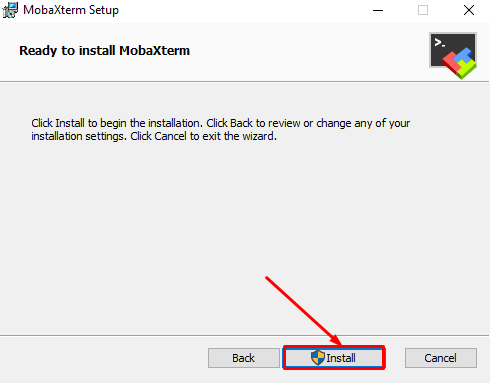 MobaXterm Setup
Ready to install MobaXterm
>.
Click Install to begin the installation. Click Back to review or change any of your
installation settings. Click Cancel to exit the wizard.
Back
Install
Cancel